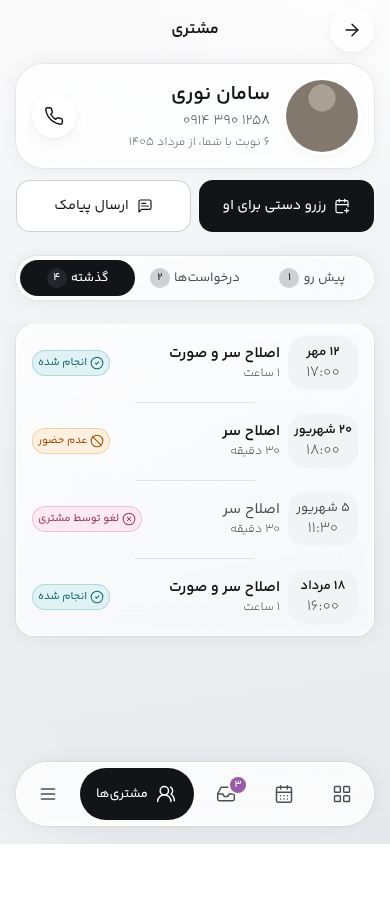 مشتری
سامان نوری
۰۹۱۴ ۳۹۰ ۱۲۵۸
۶ نوبت با شما، از مرداد ۱۴۰۵
رزرو دستی برای او
ارسال پیامک
پیش رو ۱
درخواست‌ها ۲
گذشته ۴
۱۲ مهر
۱۷:۰۰
اصلاح سر و صورت
۱ ساعت
انجام شده
۲۰ شهریور
۱۸:۰۰
اصلاح سر
۳۰ دقیقه
عدم حضور
۵ شهریور
۱۱:۳۰
اصلاح سر
۳۰ دقیقه
لغو توسط مشتری
۱۸ مرداد
۱۶:۰۰
اصلاح سر و صورت
۱ ساعت
انجام شده
۳
مشتری‌ها